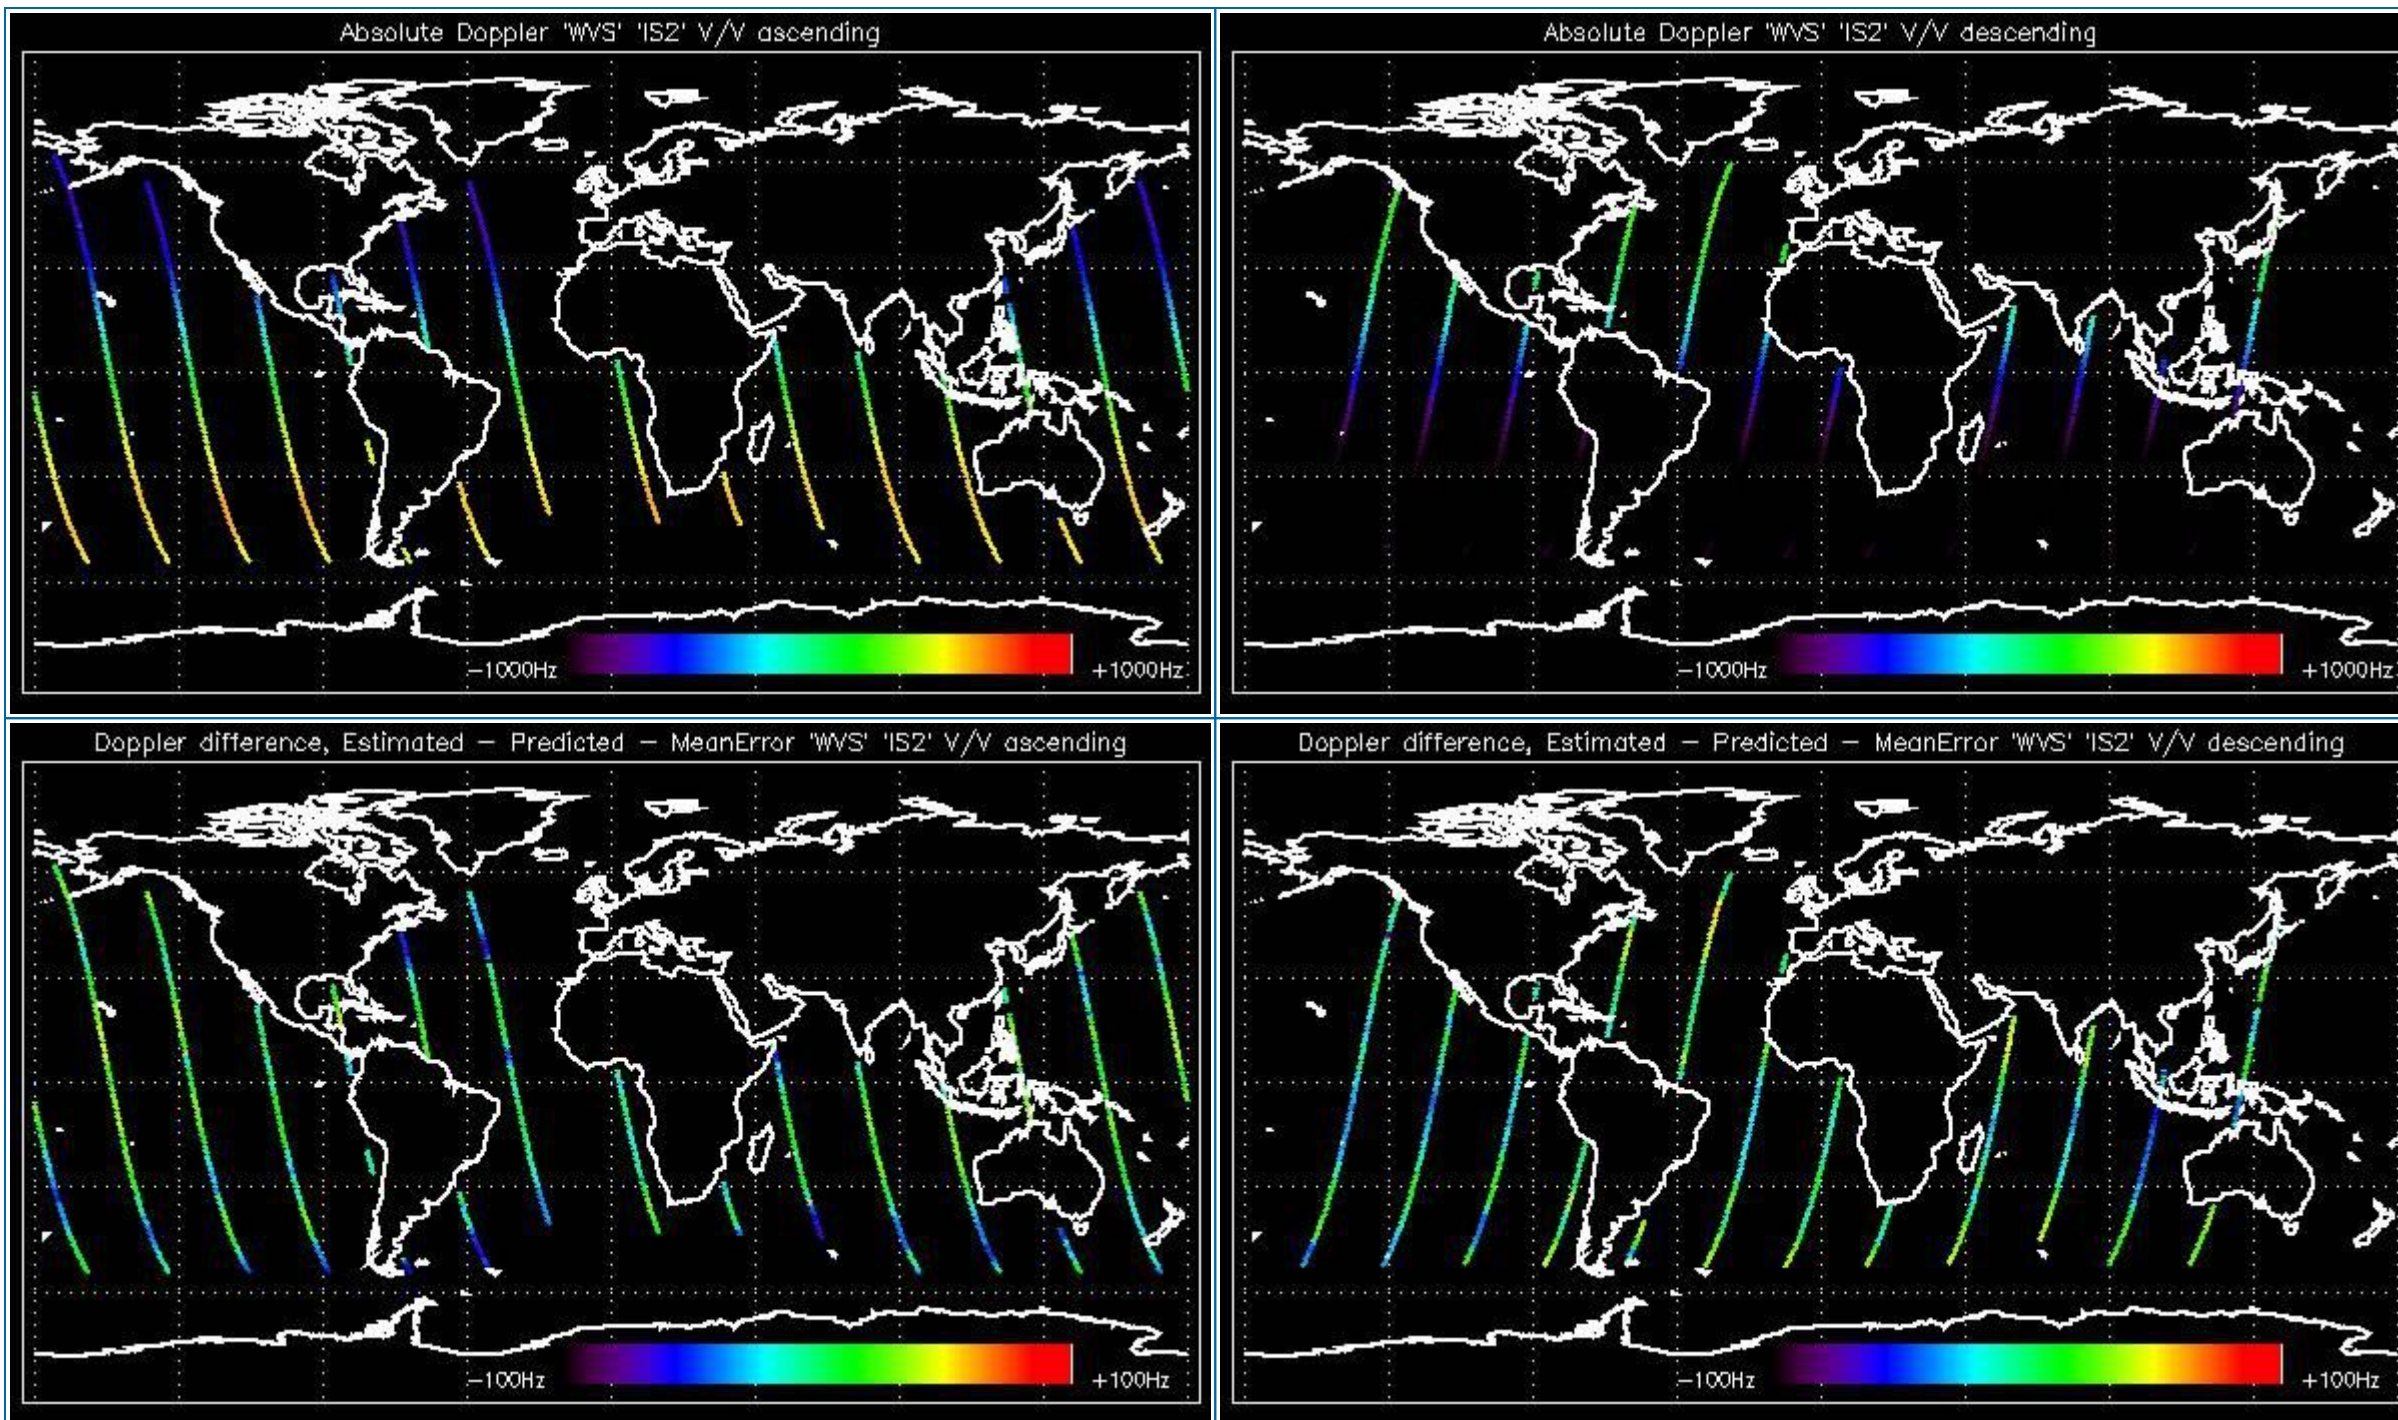 Absolute Doppler 'WVS' 'IS2' V/V ascending
-1000Hz
+1000Hz
Absolute Doppler 'WVS' 'IS2' V/V descending
-1000Hz
+1000Hz
Doppler difference, Estimated - Predicted - MeanError 'WVS' 'IS2' V/V ascending
-100Hz
+100Hz
Doppler difference, Estimated - Predicted - MeanError 'WVS' 'IS2' V/V descending
-100Hz
+100Hz